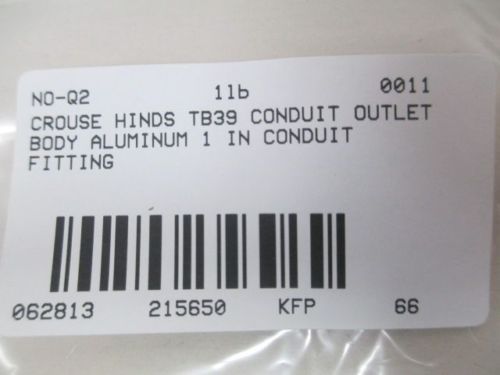 NO-Q2 1lb 0011
CROUSE HINDS TB39 CONDUIT OUTLET
BODY ALUMINUM 1 IN CONDUIT
FITTING
062813 215650 KFP 66